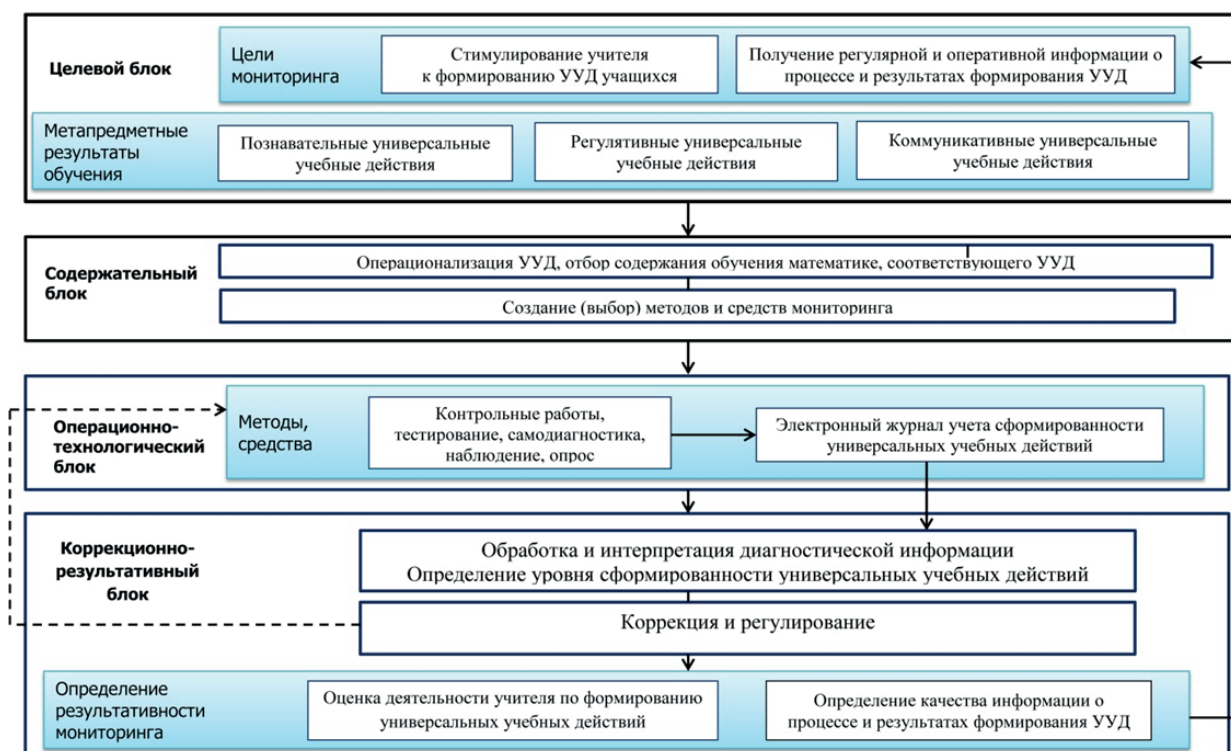 Целевой блок
Цели
мониторинга
Стимулирование учителя
к формированию УУД учащихся
Получение регулярной и оперативной информации о
процессе и результатах формирования УУД
Метапредметные
результаты
обучения
Познавательные универсальные
учебные действия
Регулятивные универсальные
учебные действия
Коммуникативные универсальные
учебные действия
Содержательный
блок
Операционализация УУД, отбор содержания обучения математике, соответствующего УУД
Создание (выбор) методов и средств мониторинга
Операционно-
технологический
блок
Методы,
средства
Контрольные работы,
тестирование, самодиагностика,
наблюдение, опрос
Электронный журнал учета сформированности
универсальных учебных действий
Коррекционно-
результативный
блок
Обработка и интерпретация диагностической информации
Определение уровня сформированности универсальных учебных действий
Коррекция и регулирование
Определение
результативности
мониторинга
Оценка деятельности учителя по формированию
универсальных учебных действий
Определение качества информации о
процессе и результатах формирования УУД